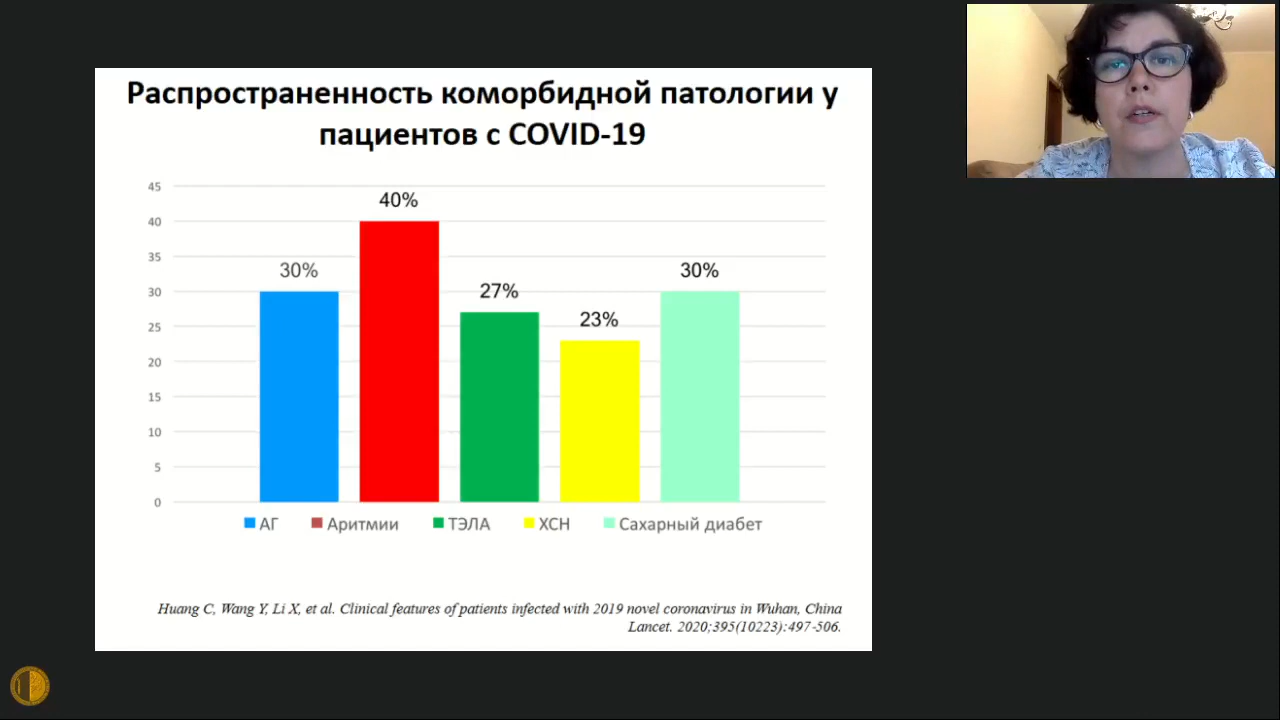 Распространенность коморбидной патологии у
пациентов с COVID-19
45
40
35
30
25
20
15
10
5
0
30%
40%
27%
23%
30%
АГ
Аритмии
ТЭЛА
ХСН
Сахарный диабет
Huang C, Wang Y, Li X, et al. Clinical features of patients infected with 2019 novel coronavirus in Wuhan, China
Lancet. 2020;395(10223):497-506.